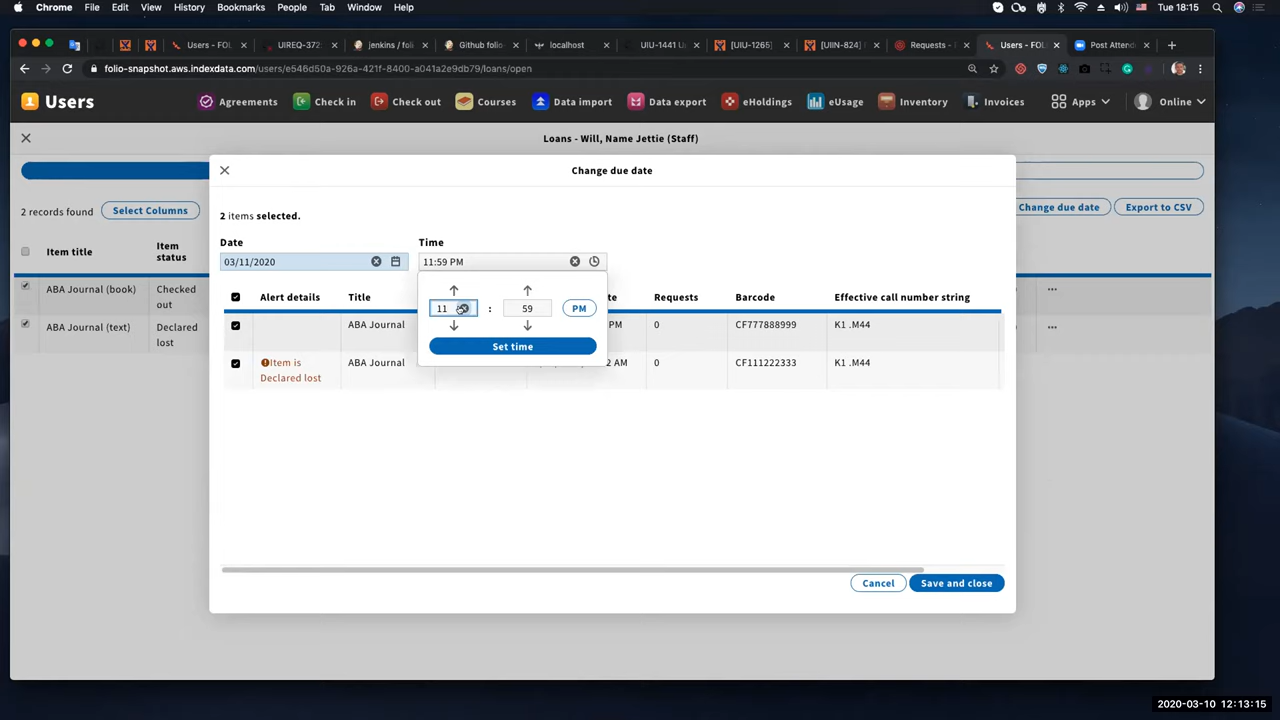 Chrome File Edit View History Bookmarks People Tab Window Help Tue 18:15
Users - FOL UIREQ-372: jenkins / foli Github folio localhost UIU-1441 U [UIU-1265] [UIIN-824] Requests - Users - FOL Post Attend
folio-snapshot.aws.indexdata.com/users/e546d50a-926a-421f-8400-a041a2e9db79/loans/open
Users Agreements Check in Check out Courses Data import Data export eHoldings eUsage Inventory Invoices Apps Online
Loans - Will, Name Jettie (Staff)
Change due date
2 records found Select Columns Change due date Export to CSV
2 items selected.
Date Time
03/11/2020 11:59 PM
Item title Item status
Alert details Title Requests Barcode Effective call number string
11 : 59 PM
ABA Journal (book) Checked out
ABA Journal PM 0 CF777888999 K1 .M44
Set time
ABA Journal (text) Declared lost
Item is Declared lost ABA Journal 2 AM 0 CF111222333 K1 .M44
Cancel Save and close
2020-03-10 12:13:15